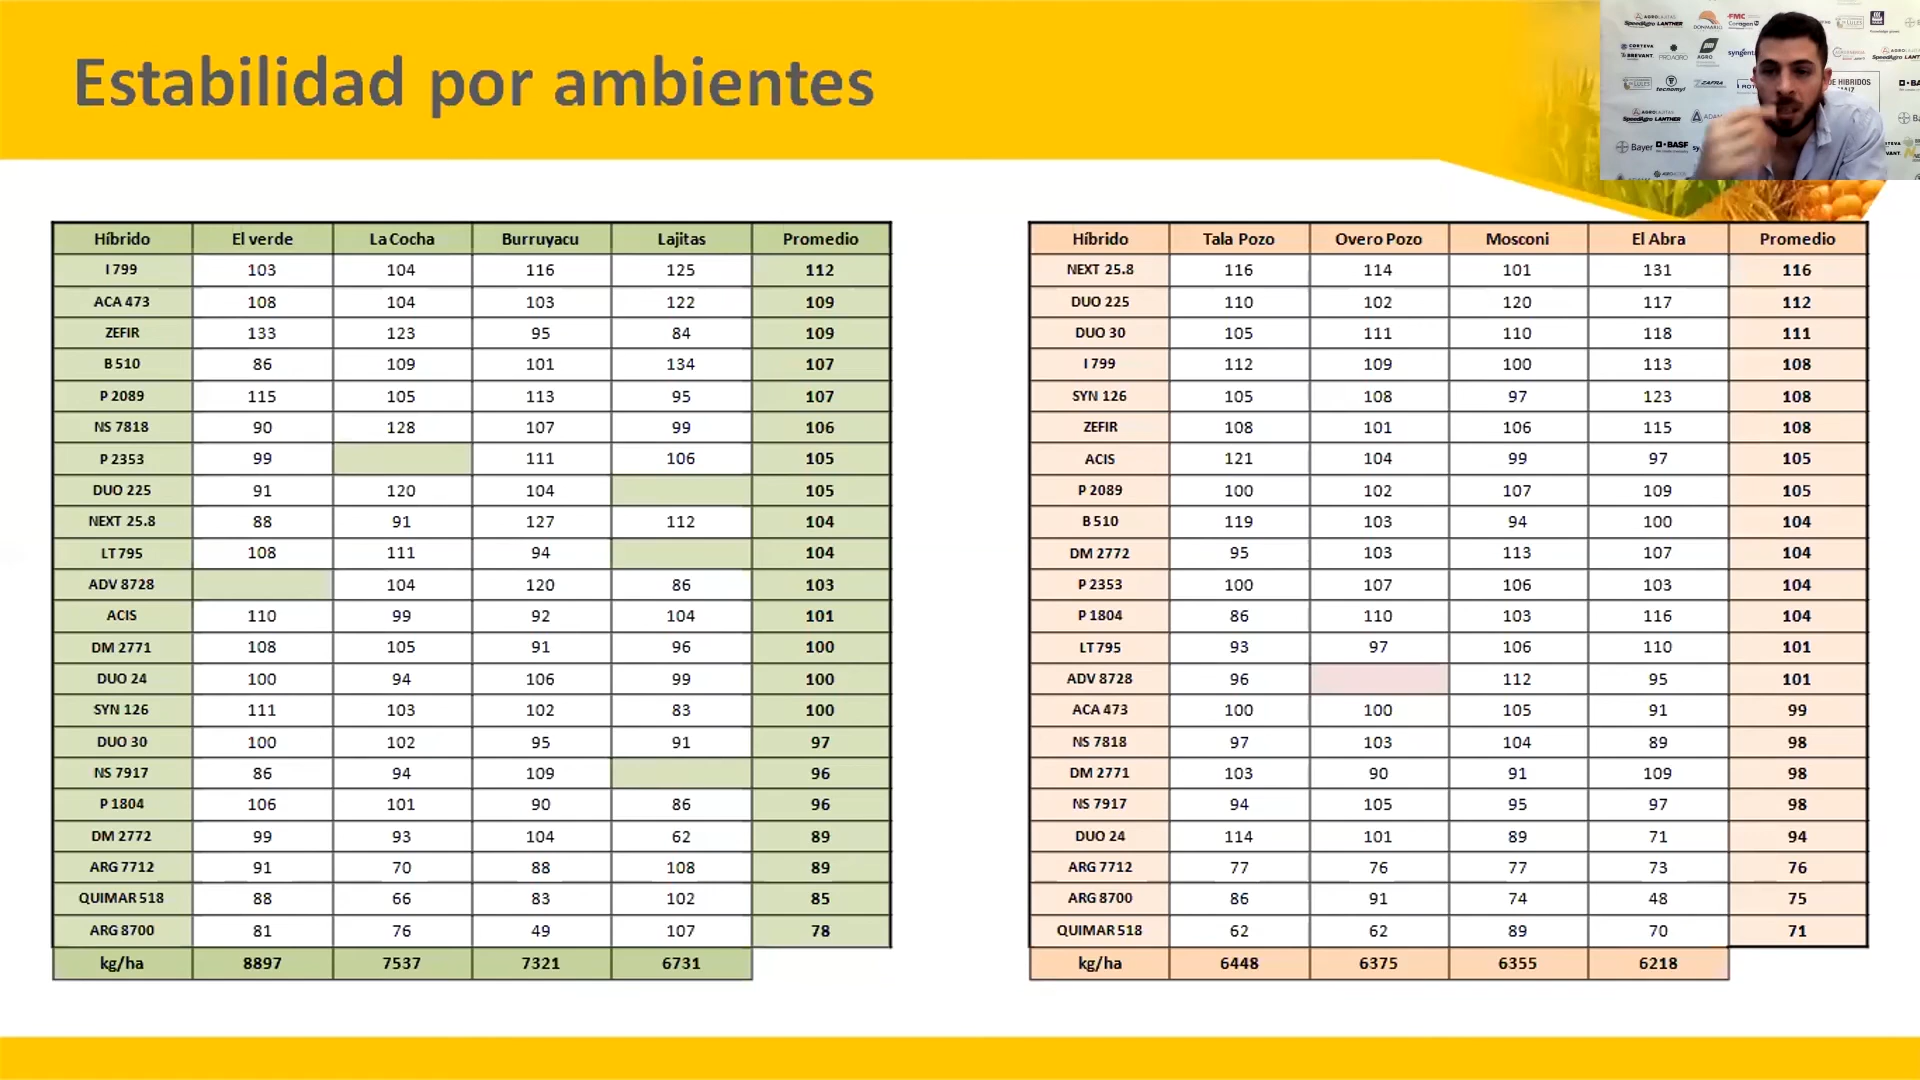 Estabilidad por ambientes
Híbrido El verde La Cocha Burruyacu Lajitas Promedio
I 799 103 104 116 125 112
ACA 473 108 104 103 122 109
ZEFIR 133 123 95 84 109
B 510 86 109 101 134 107
P 2089 115 105 113 95 107
NS 7818 90 128 107 99 106
P 2353 99 111 106 105
DUO 225 91 120 104 105
NEXT 25.8 88 91 127 112 104
LT 795 108 111 94 104
ADV 8728 104 120 86 103
ACIS 110 99 92 104 101
DM 2771 108 105 91 96 100
DUO 24 100 94 106 99 100
SYN 126 111 103 102 83 100
DUO 30 100 102 95 91 97
NS 7917 86 94 109 96
P 1804 106 101 90 86 96
DM 2772 99 93 104 62 89
ARG 7712 91 70 88 108 89
QUIMAR 518 88 66 83 102 85
ARG 8700 81 76 49 107 78
kg/ha 8897 7537 7321 6731
Híbrido Tala Pozo Overo Pozo Mosconi El Abra Promedio
NEXT 25.8 116 114 101 131 116
DUO 225 110 102 120 117 112
DUO 30 105 111 110 118 111
I 799 112 109 100 113 108
SYN 126 105 108 97 123 108
ZEFIR 108 101 106 115 108
ACIS 121 104 99 97 105
P 2089 100 102 107 109 105
B 510 119 103 94 100 104
DM 2772 95 103 113 107 104
P 2353 100 107 106 103 104
P 1804 86 110 103 116 104
LT 795 93 97 106 110 101
ADV 8728 96 112 95 101
ACA 473 100 100 105 91 99
NS 7818 97 103 104 89 98
DM 2771 103 90 91 109 98
NS 7917 94 105 95 97 98
DUO 24 114 101 89 71 94
ARG 7712 77 76 77 73 76
ARG 8700 86 91 74 48 75
QUIMAR 518 62 62 89 70 71
kg/ha 6448 6375 6355 6218
SpeedAgro LANTHER
FMC
CORTEVA
BREVANT
PROAGRO
AGRO
tecnomyl
ZAFRA
DE HIBRIDOS
SpeedAgro LANTHER
Bayer BASF